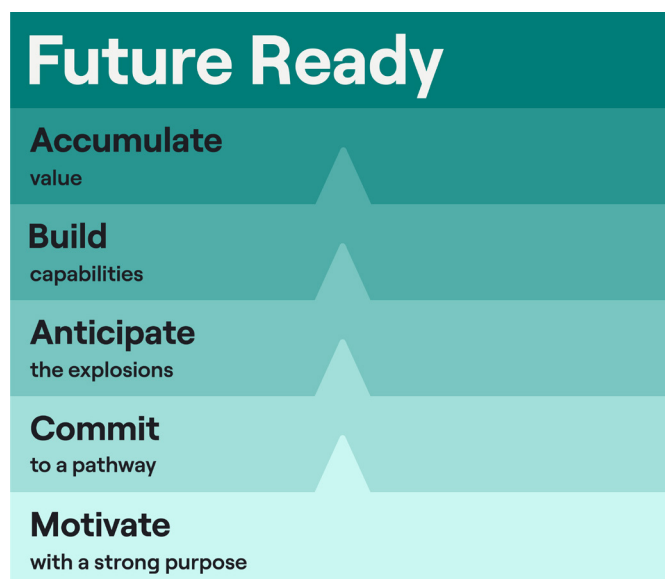 Future Ready
Accumulate
value
Build
capabilities
Anticipate
the explosions
Commit
to a pathway
Motivate
with a strong purpose